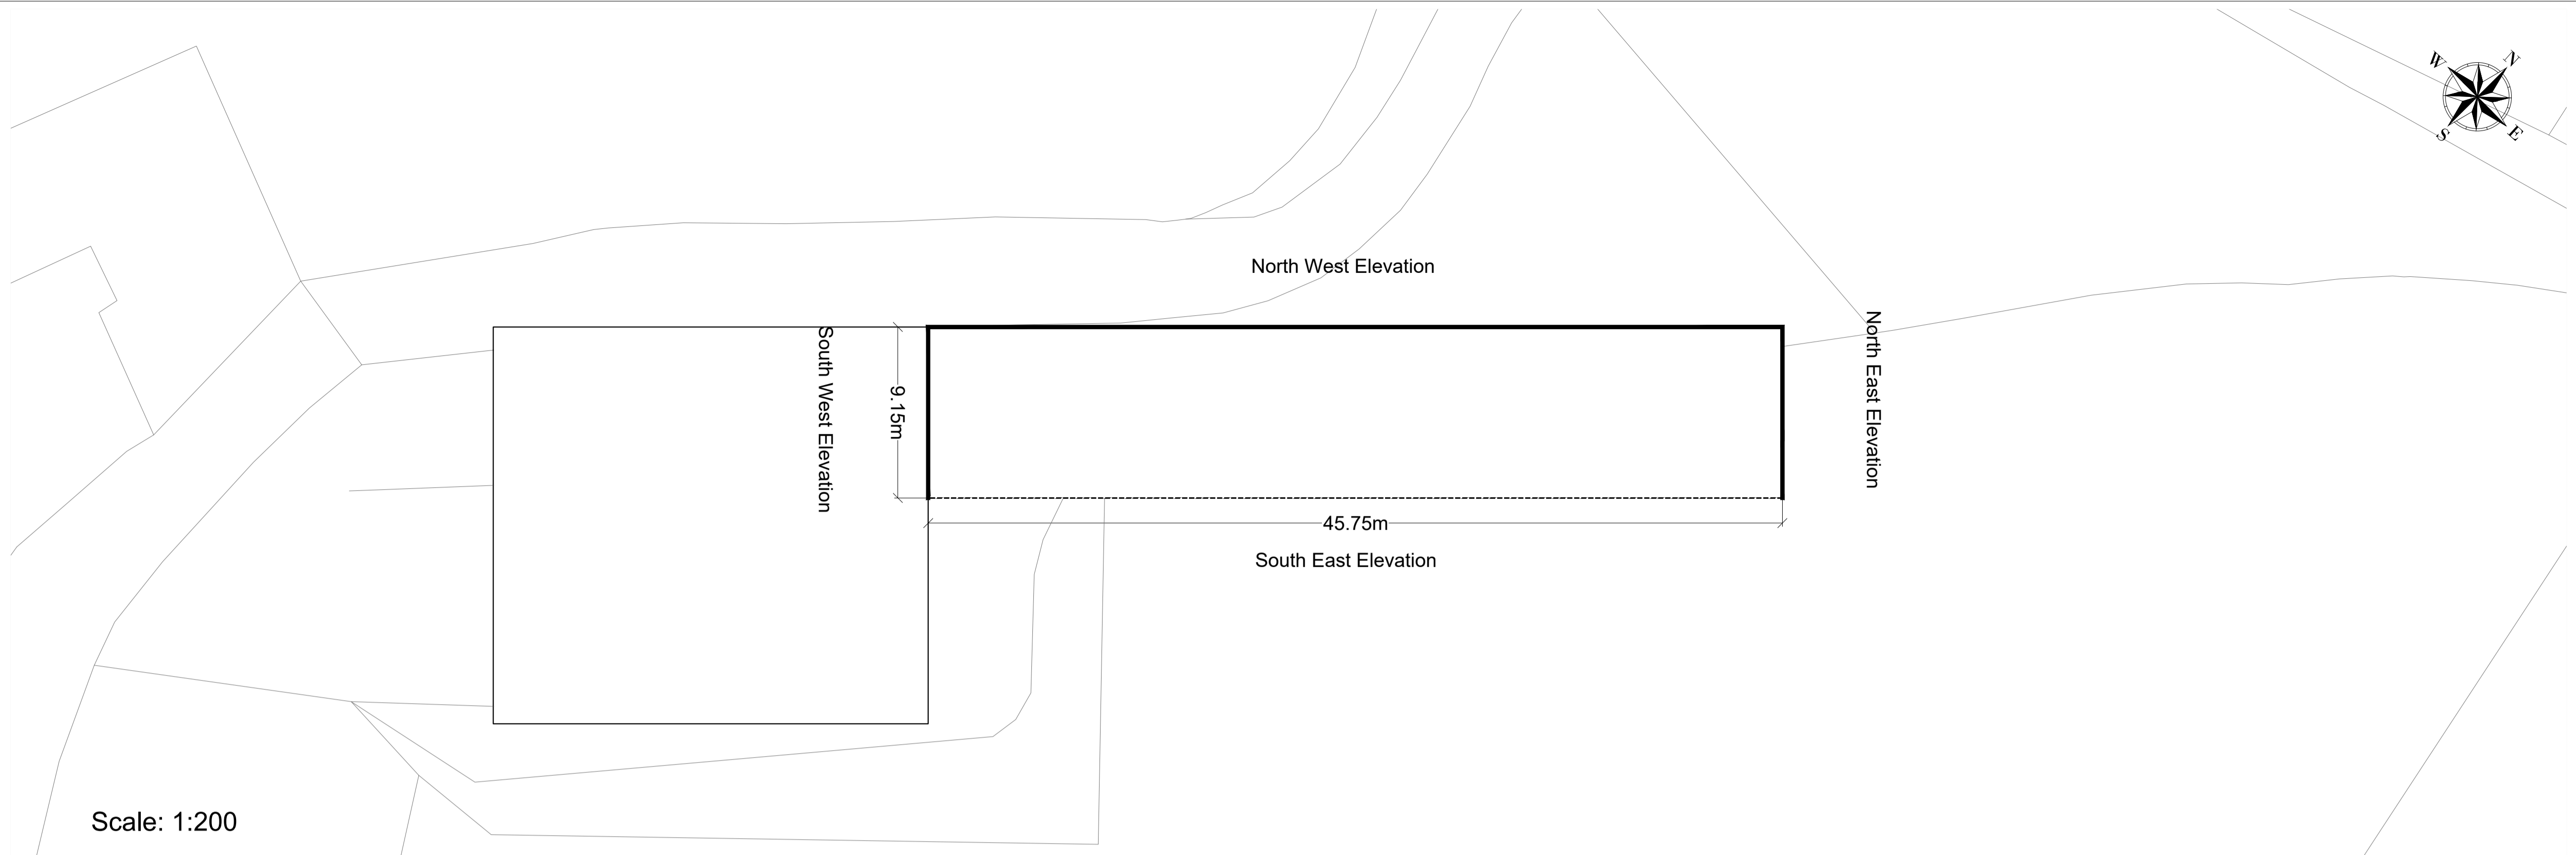 W
N
S
E
North West Elevation
South West Elevation
9.15m
North East Elevation
45.75m
South East Elevation
Scale: 1:200